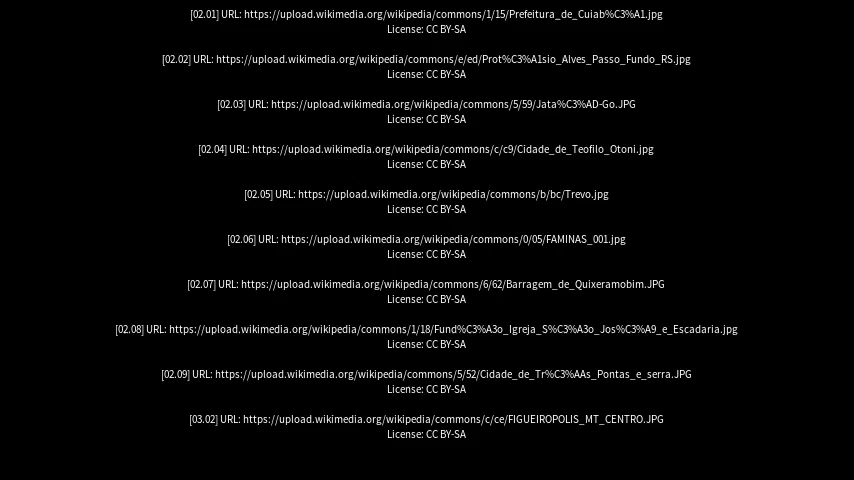 [02.01] URL: https://upload.wikimedia.org/wikipedia/commons/1/15/Prefeitura_de_Cuiab%C3%A1.jpg
License: CC BY-SA
[02.02] URL: https://upload.wikimedia.org/wikipedia/commons/e/ed/Prot%C3%A1sio_Alves_Passo_Fundo_RS.jpg
License: CC BY-SA
[02.03] URL: https://upload.wikimedia.org/wikipedia/commons/5/59/Jata%C3%AD-Go.JPG
License: CC BY-SA
[02.04] URL: https://upload.wikimedia.org/wikipedia/commons/c/c9/Cidade_de_Teofilo_Otoni.jpg
License: CC BY-SA
[02.05] URL: https://upload.wikimedia.org/wikipedia/commons/b/bc/Trevo.jpg
License: CC BY-SA
[02.06] URL: https://upload.wikimedia.org/wikipedia/commons/0/05/FAMINAS_001.jpg
License: CC BY-SA
[02.07] URL: https://upload.wikimedia.org/wikipedia/commons/6/62/Barragem_de_Quixeramobim.JPG
License: CC BY-SA
[02.08] URL: https://upload.wikimedia.org/wikipedia/commons/1/18/Fund%C3%A3o_Igreja_S%C3%A3o_Jos%C3%A9_e_Escadaria.jpg
License: CC BY-SA
[02.09] URL: https://upload.wikimedia.org/wikipedia/commons/5/52/Cidade_de_Tr%C3%AAs_Pontas_e_serra.JPG
License: CC BY-SA
[03.02] URL: https://upload.wikimedia.org/wikipedia/commons/c/ce/FIGUEIROPOLIS_MT_CENTRO.JPG
License: CC BY-SA